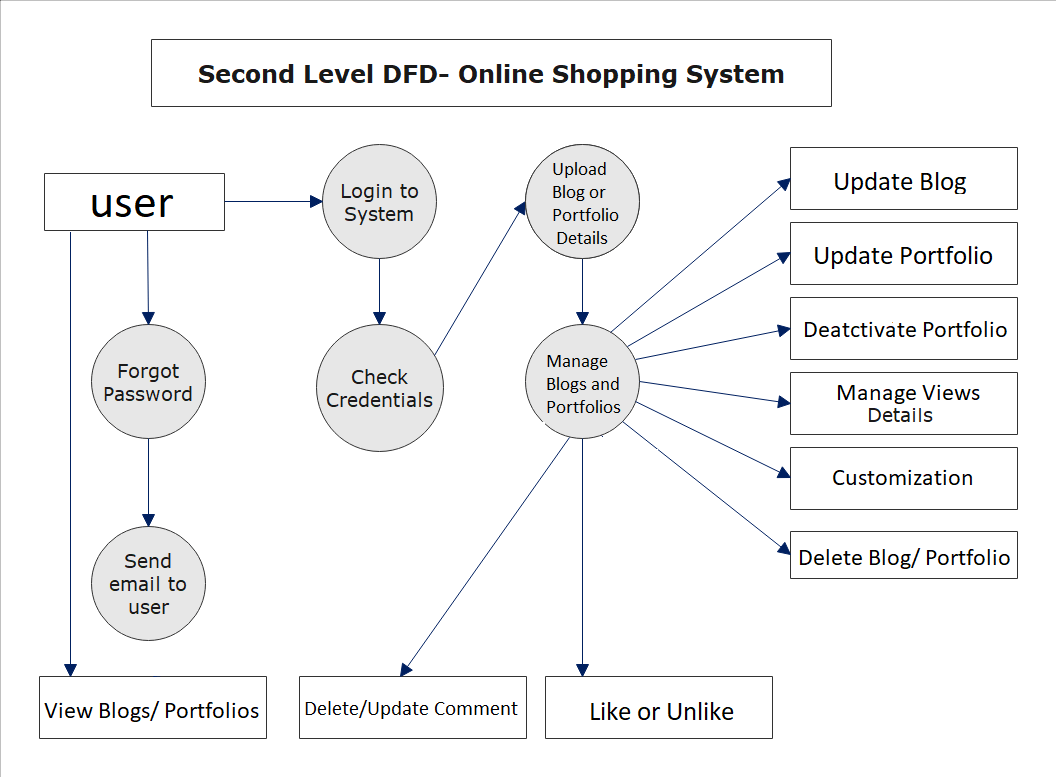 Second Level DFD- Online Shopping System
user
Login to
System
Upload
Blog or
Portfolio
Details
Update Blog
Update Portfolio
Deatctivate Portfolio
Manage Views
Details
Customization
Delete Blog/ Portfolio
Forgot
Password
Check
Credentials
Manage
Blogs and
Portfolios
Send
email to
user
View Blogs/ Portfolios
Delete/Update Comment
Like or Unlike